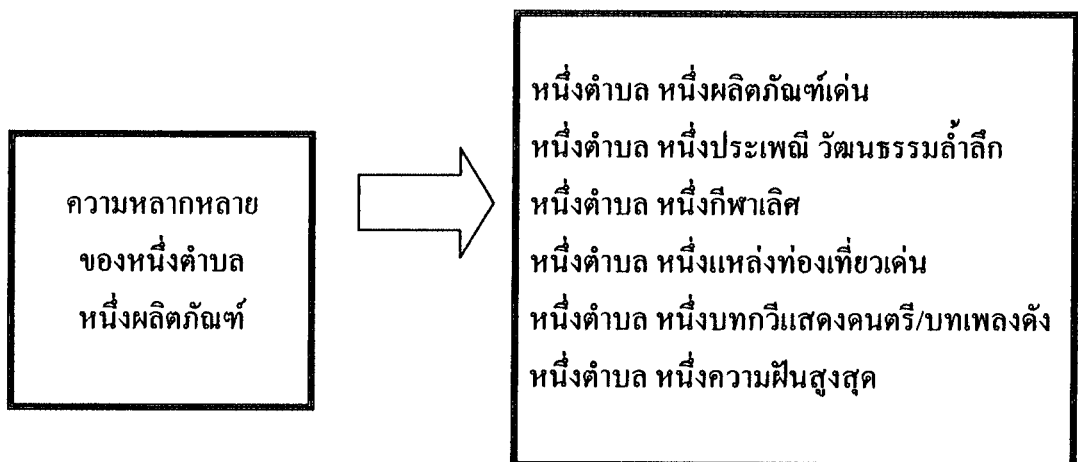 ความหลากหลาย
ของหนึ่งตำบล
หนึ่งผลิตภัณฑ์
หนึ่งตำบล หนึ่งผลิตภัณฑ์เด่น
หนึ่งตำบล หนึ่งประเพณี วัฒนธรรมล้ำลึก
หนึ่งตำบล หนึ่งกีฬาเลิศ
หนึ่งตำบล หนึ่งแหล่งท่องเที่ยวเด่น
หนึ่งตำบล หนึ่งบทกวีแสดงดนตรี/บทเพลงดัง
หนึ่งตำบล หนึ่งความฝันสูงสุด